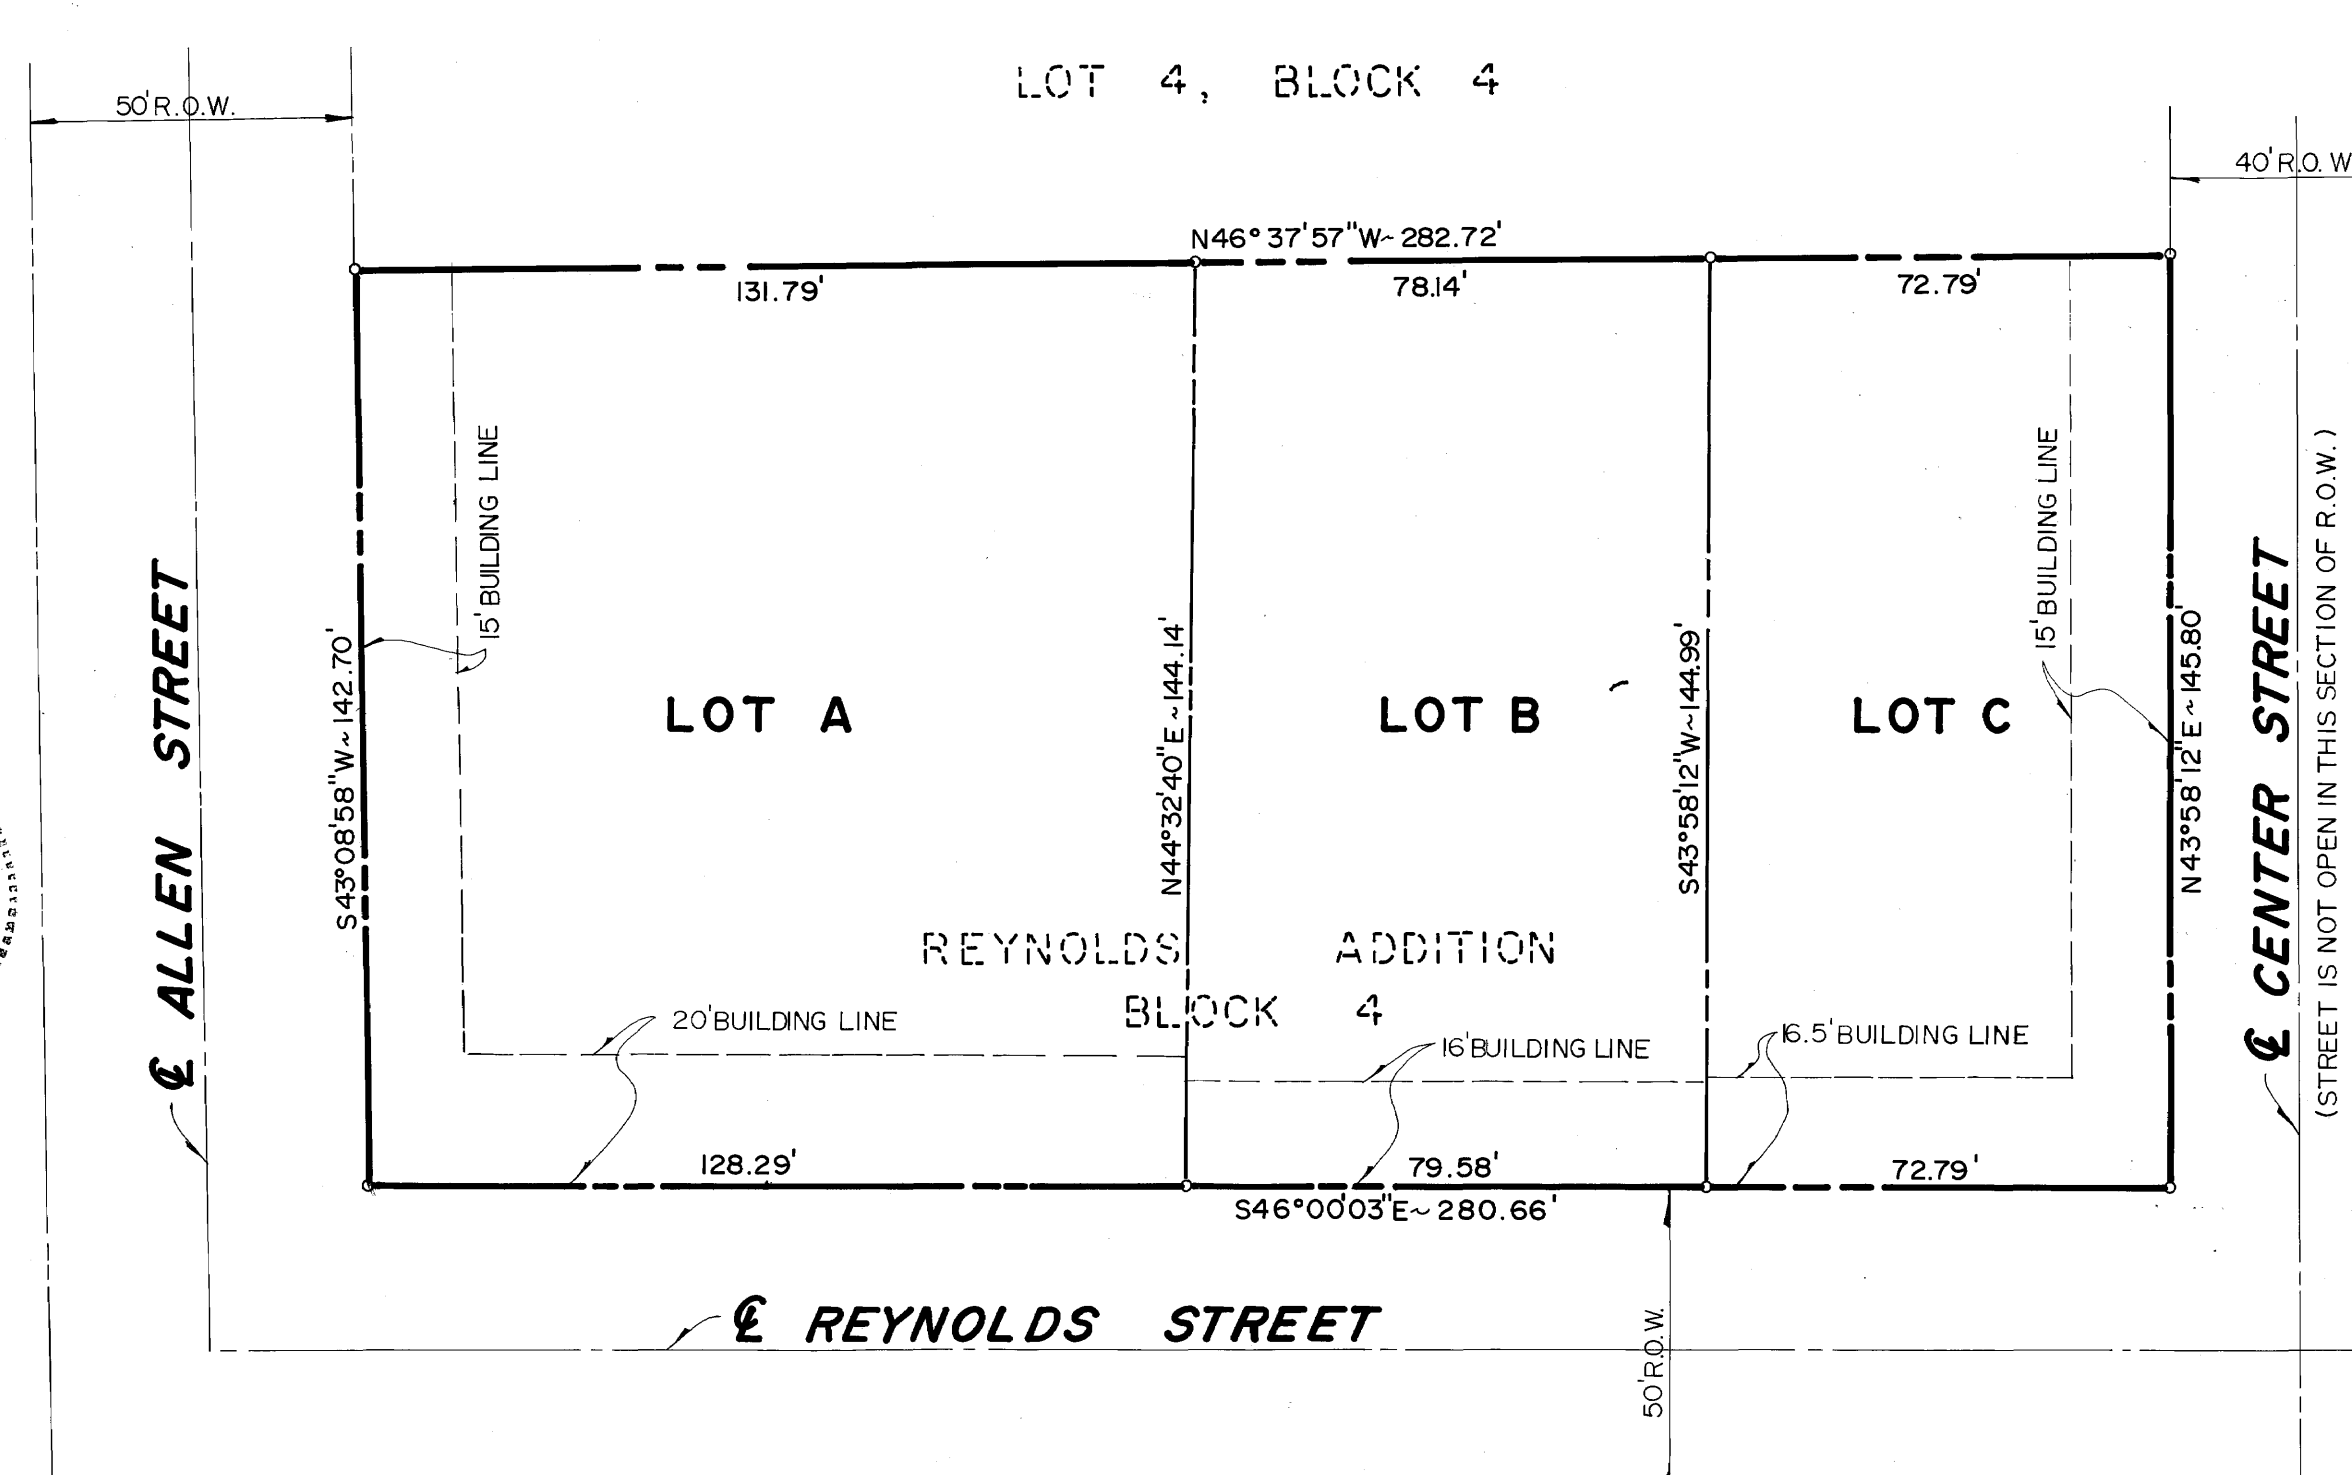 LOT 4, BLOCK 4
50' R.O.W.
40' R.O.W
N46°37'57"W~282.72'
131.79'
78.14'
72.79'
15' BUILDING LINE
15' BUILDING LINE
S43°08'58"W~142.70'
N44°32'40"E~144.14'
S43°58'12"W~144.99'
N43°58'12"E~145.80'
LOT A
LOT B
LOT C
℄ ALLEN STREET
℄ CENTER STREET
(STREET IS NOT OPEN IN THIS SECTION OF R.O.W.)
REYNOLDS ADDITION
BLOCK 4
20' BUILDING LINE
16' BUILDING LINE
16.5' BUILDING LINE
128.29'
79.58'
72.79'
S46°00'03"E~280.66'
℄ REYNOLDS STREET
50' R.O.W.